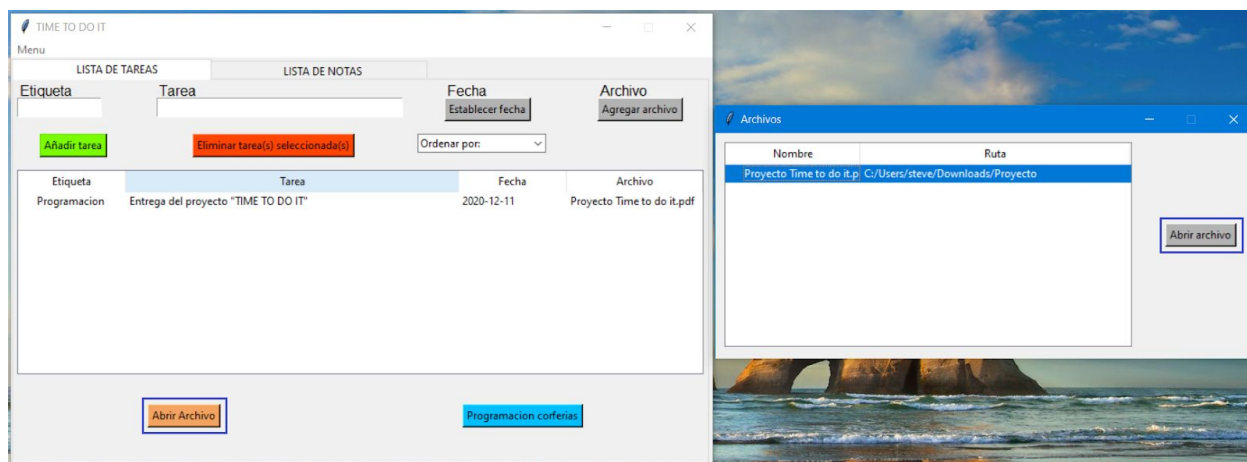 TIME TO DO IT
Menu
LISTA DE TAREAS LISTA DE NOTAS
Etiqueta Tarea Fecha Archivo
Establecer fecha Agregar archivo
Añadir tarea Eliminar tarea(s) seleccionada(s) Ordenar por:
Etiqueta Tarea Fecha Archivo
Programacion Entrega del proyecto "TIME TO DO IT" 2020-12-11 Proyecto Time to do it.pdf
Abrir Archivo Programacion corferias
Archivos
Nombre Ruta
Proyecto Time to do it.p C:/Users/steve/Downloads/Proyecto
Abrir archivo